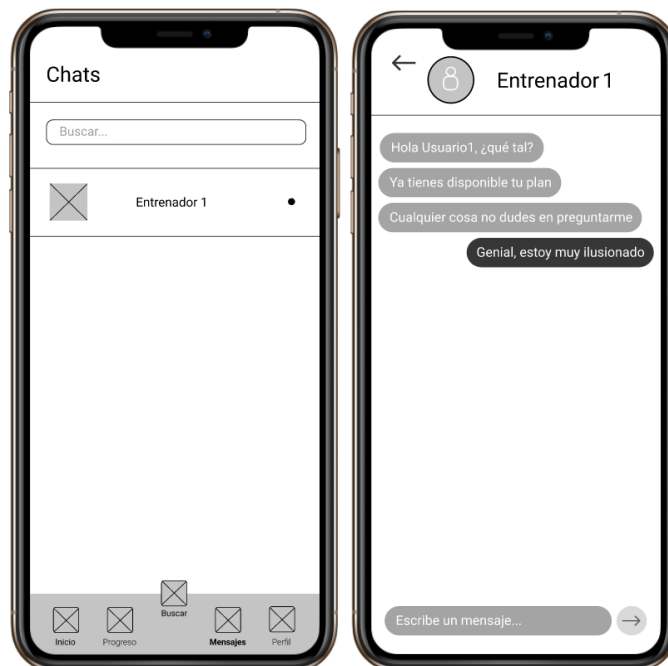 Chats
Buscar...
Entrenador 1
Buscar
Inicio
Progreso
Mensajes
Perfil
Entrenador 1
Hola Usuario1, ¿qué tal?
Ya tienes disponible tu plan
Cualquier cosa no dudes en preguntarme
Genial, estoy muy ilusionado
Escribe un mensaje...